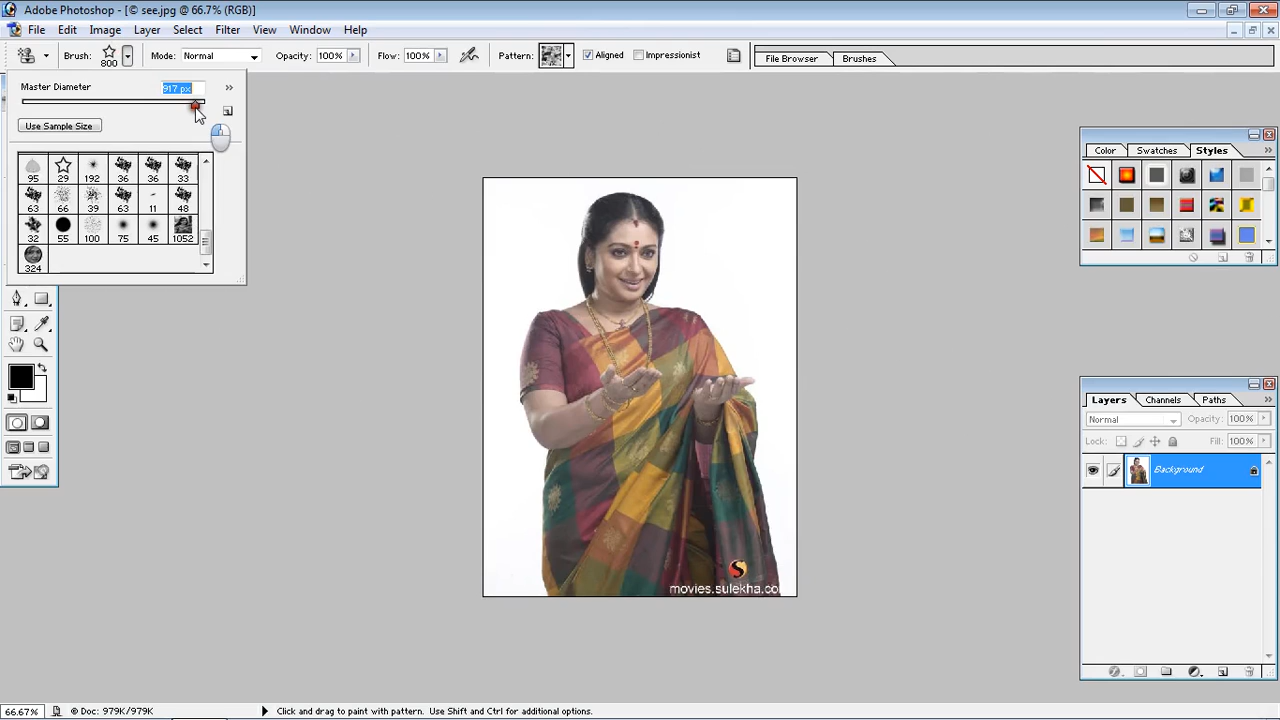 Adobe Photoshop - [© see.jpg @ 66.7% (RGB)]
File Edit Image Layer Select Filter View Window Help
Brush: 800 Mode: Normal Opacity: 100% Flow: 100% Pattern: Aligned Impressionist File Browser Brushes
Master Diameter 917 px
Use Sample Size
95 29 192 36 36 33
63 66 39 63 11 48
32 55 100 75 45 1052
324
Color Swatches Styles
Layers Channels Paths
Normal Opacity: 100%
Lock: Fill: 100%
Background
S
movies.sulekha.co
66.67% Doc: 979K/979K Click and drag to paint with pattern. Use Shift and Ctrl for additional options.